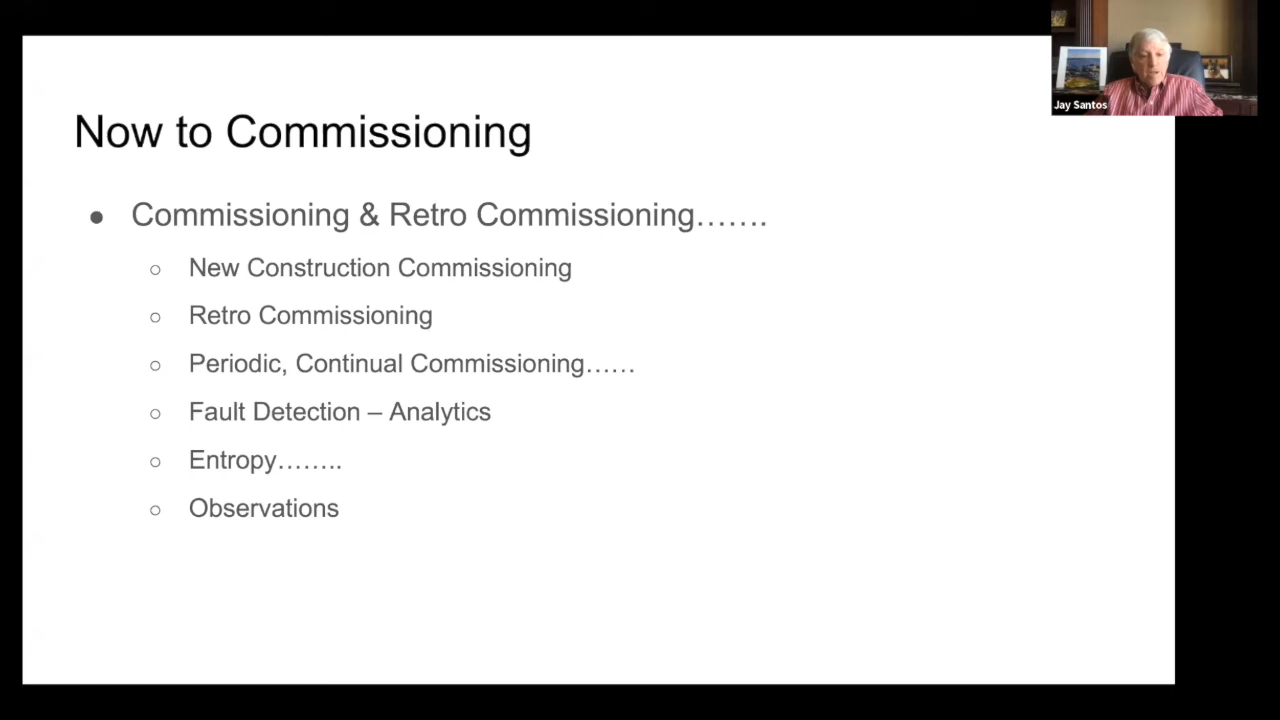 Now to Commissioning
● Commissioning & Retro Commissioning…….
○ New Construction Commissioning
○ Retro Commissioning
○ Periodic, Continual Commissioning……
○ Fault Detection – Analytics
○ Entropy……..
○ Observations
Jay Santos